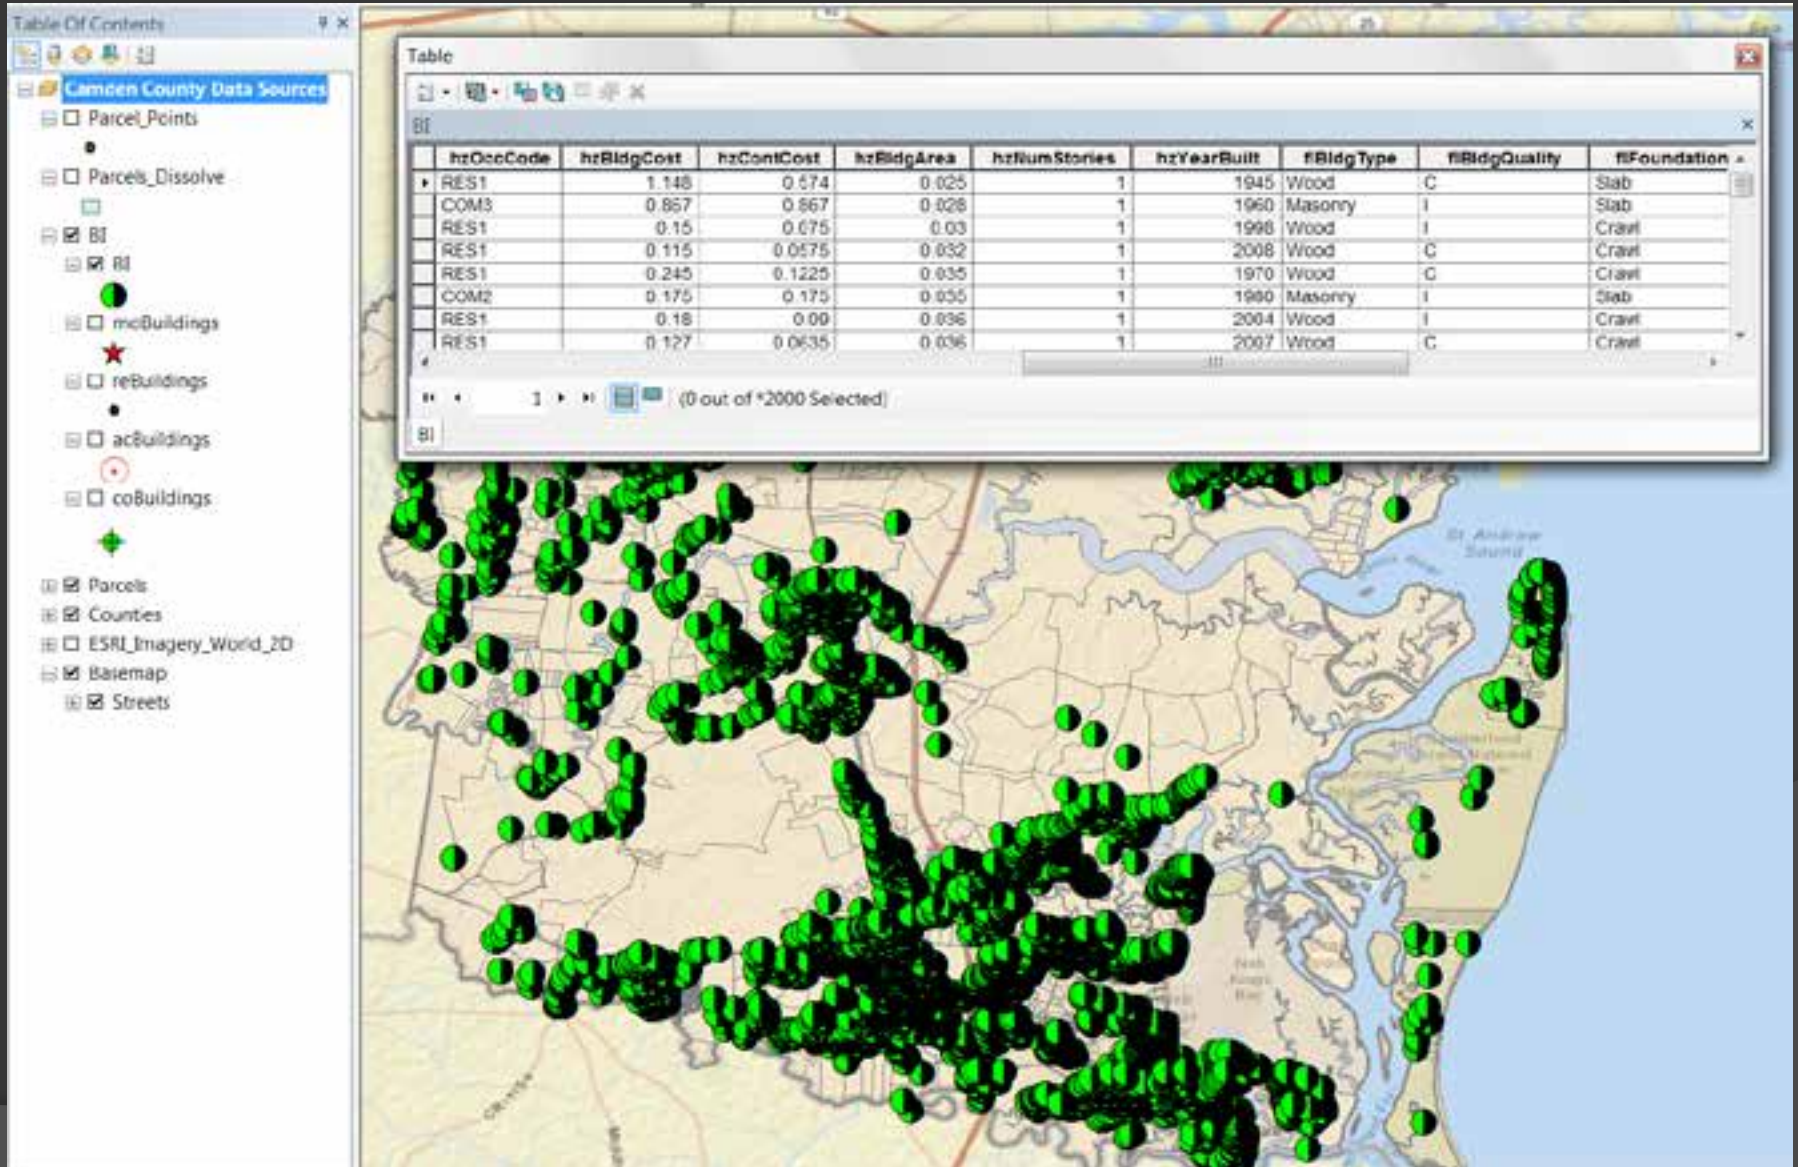 Table Of Contents
Camden County Data Sources
Parcel_Points
Parcels_Dissolve
BI
BI
mcBuildings
reBuildings
acBuildings
coBuildings
Parcels
Counties
ESRI_Imagery_World_2D
Basemap
Streets
Table
BI
hzOccCode hzBldgCost hzContCost hzBldgArea hzNumStories hzYearBuilt flBldgType flBldgQuality flFoundation
RES1 1.148 0.574 0.025 1 1945 Wood C Slab
COM3 0.867 0.867 0.028 1 1960 Masonry I Slab
RES1 0.15 0.075 0.03 1 1998 Wood I Crawl
RES1 0.115 0.0575 0.032 1 2008 Wood C Crawl
RES1 0.245 0.1225 0.035 1 1970 Wood C Crawl
COM2 0.175 0.175 0.035 1 1980 Masonry I Slab
RES1 0.18 0.09 0.036 1 2004 Wood I Crawl
RES1 0.127 0.0635 0.036 1 2007 Wood C Crawl
1
(0 out of *2000 Selected)
BI
St Andrew
Sound